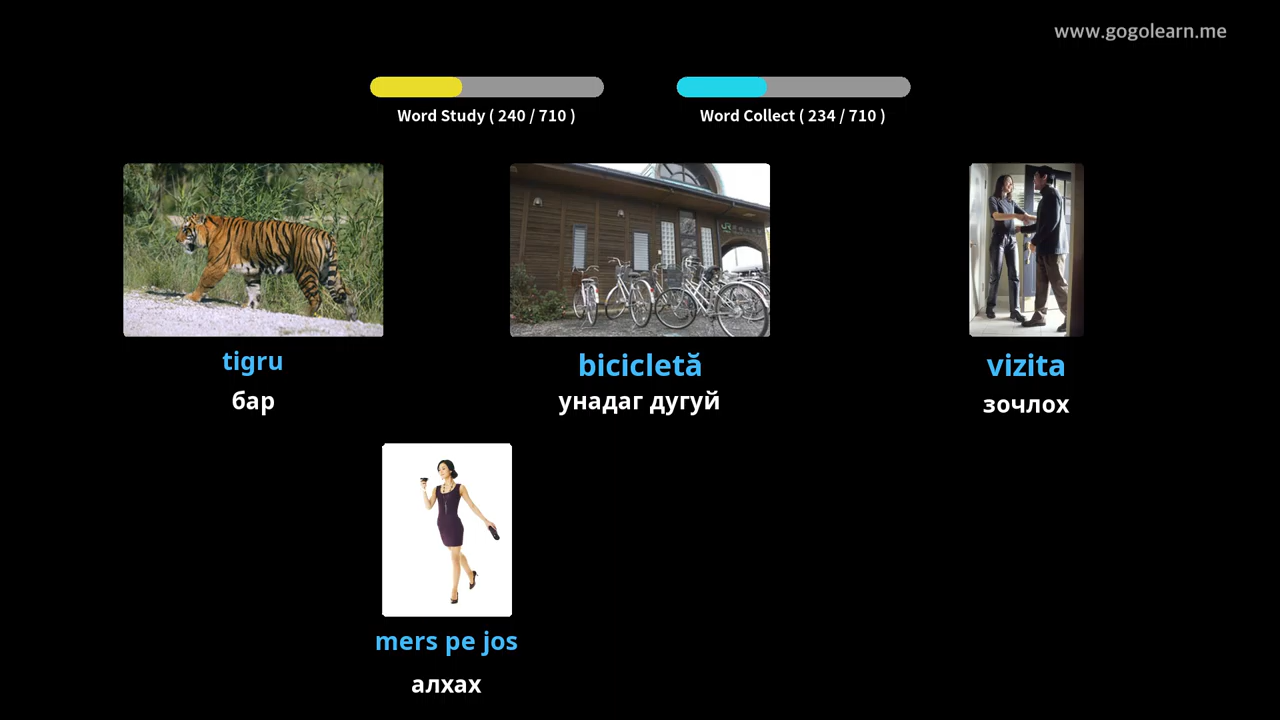 www.gogolearn.me
Word Study ( 240 / 710 )
Word Collect ( 234 / 710 )
tigru
бар
bicicletă
унадаг дугуй
vizita
зочлох
mers pe jos
алхах